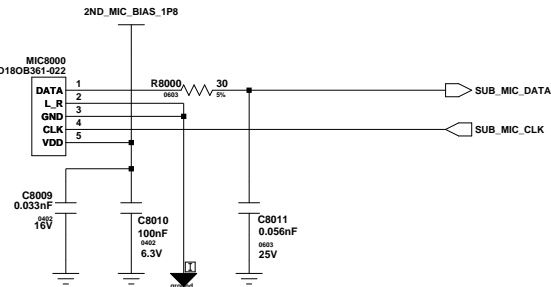 2ND_MIC_BIAS_1P8
MIC8000
D18OB361-022
DATA 1
L_R 2
GND 3
CLK 4
VDD 5
R8000 30
0603 5%
SUB_MIC_DATA
SUB_MIC_CLK
C8009
0.033nF
0402
16V
C8010
100nF
0402
6.3V
C8011
0.056nF
0603
25V